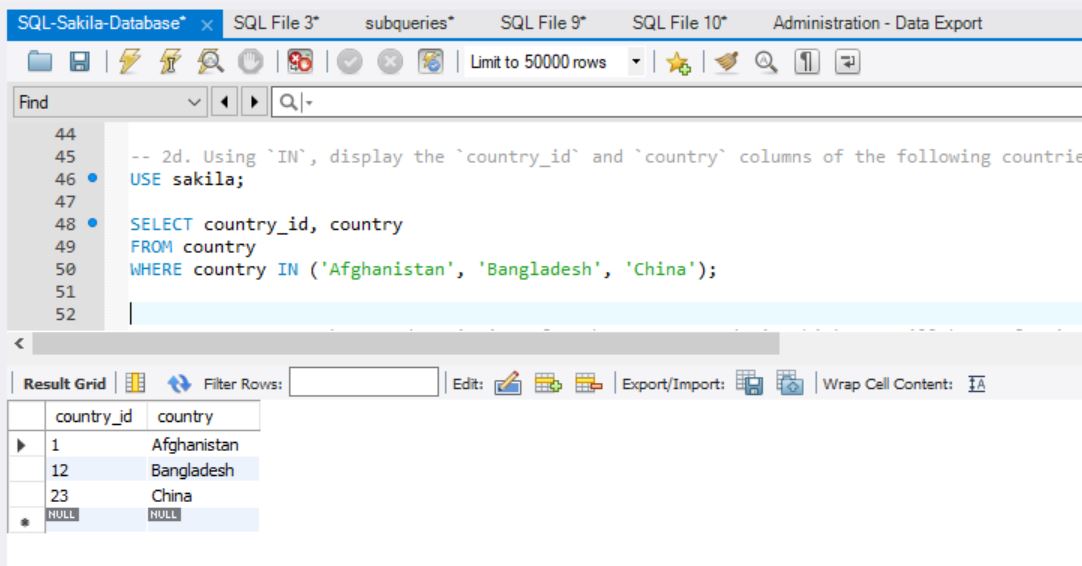 SQL-Sakila-Database* × SQL File 3* subqueries* SQL File 9* SQL File 10* Administration - Data Export
Limit to 50000 rows
Find
44
45 -- 2d. Using `IN`, display the `country_id` and `country` columns of the following countrie
46 USE sakila;
47
48 SELECT country_id, country
49 FROM country
50 WHERE country IN ('Afghanistan', 'Bangladesh', 'China');
51
52
Result Grid Filter Rows: Edit: Export/Import: Wrap Cell Content: IA
country_id country
1 Afghanistan
12 Bangladesh
23 China
NULL NULL